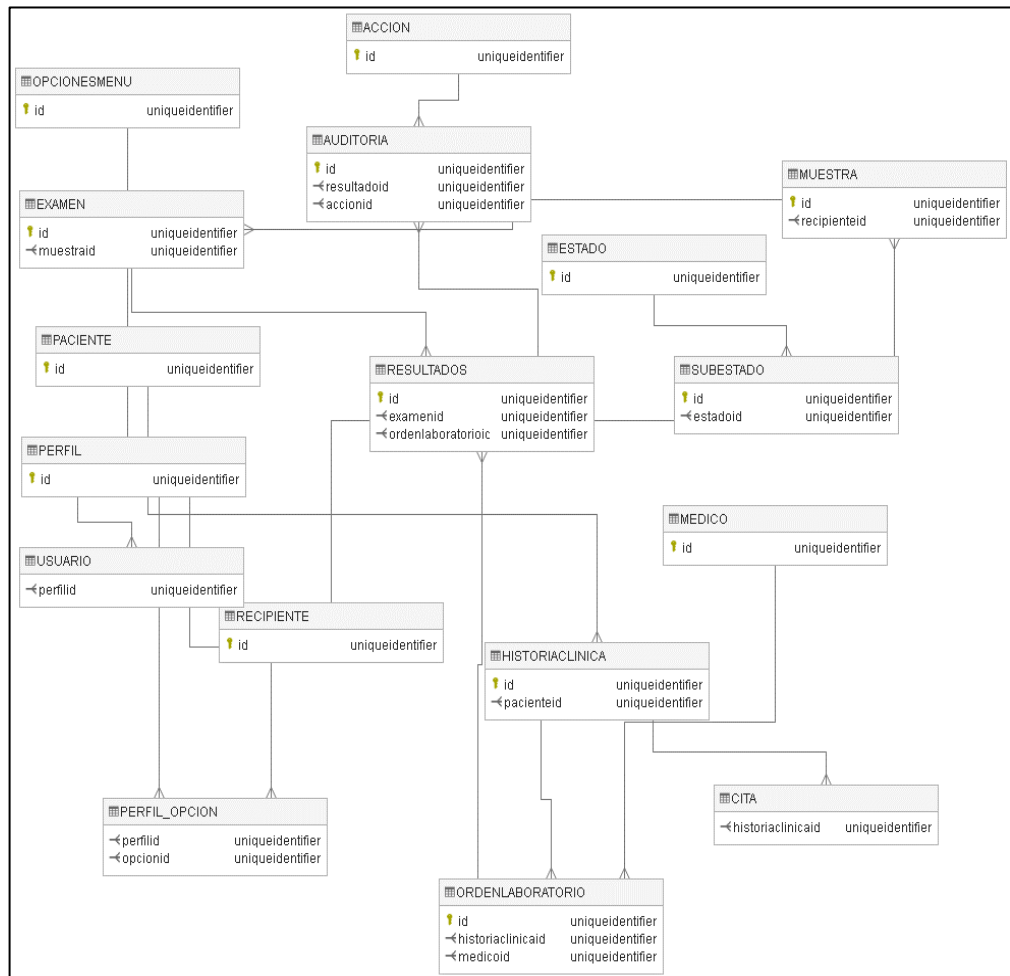 ACCION
id uniqueidentifier
OPCIONESMENU
id uniqueidentifier
AUDITORIA
id uniqueidentifier
resultadoid uniqueidentifier
accionid uniqueidentifier
MUESTRA
id uniqueidentifier
recipienteid uniqueidentifier
EXAMEN
id uniqueidentifier
muestraid uniqueidentifier
ESTADO
id uniqueidentifier
PACIENTE
id uniqueidentifier
RESULTADOS
id uniqueidentifier
examenid uniqueidentifier
ordenlaboratorioic uniqueidentifier
SUBESTADO
id uniqueidentifier
estadoid uniqueidentifier
PERFIL
id uniqueidentifier
MEDICO
id uniqueidentifier
USUARIO
perfilid uniqueidentifier
RECIPIENTE
id uniqueidentifier
HISTORIACLINICA
id uniqueidentifier
pacienteid uniqueidentifier
CITA
historiaclinicaid uniqueidentifier
PERFIL_OPCION
perfilid uniqueidentifier
opcionid uniqueidentifier
ORDENLABORATORIO
id uniqueidentifier
historiaclinicaid uniqueidentifier
medicoid uniqueidentifier